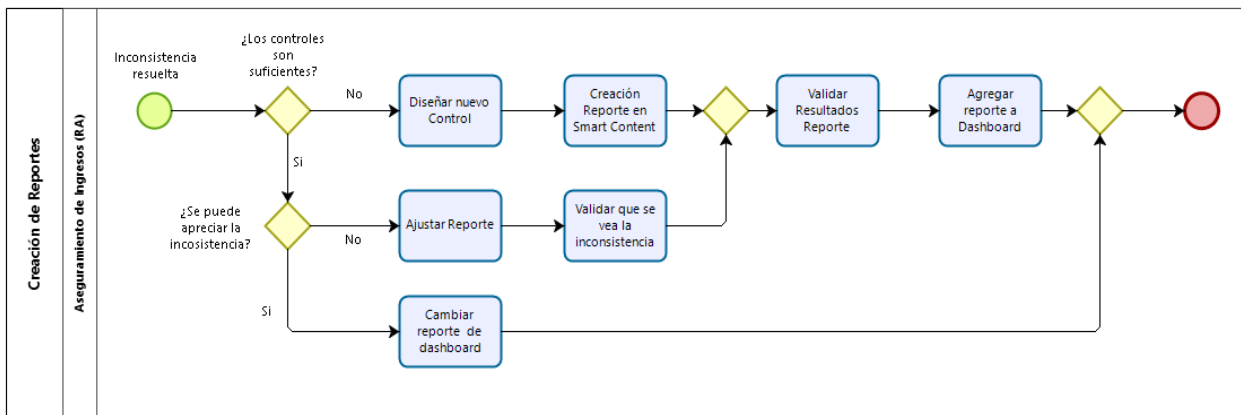 Creación de Reportes
Aseguramiento de Ingresos (RA)
Inconsistencia
resuelta
¿Los controles
son
suficientes?
No
Diseñar nuevo
Control
Creación
Reporte en
Smart Content
Validar
Resultados
Reporte
Agregar
reporte a
Dashboard
Si
¿Se puede
apreciar la
incosistencia?
No
Ajustar Reporte
Validar que se
vea la
inconsistencia
Si
Cambiar
reporte de
dashboard